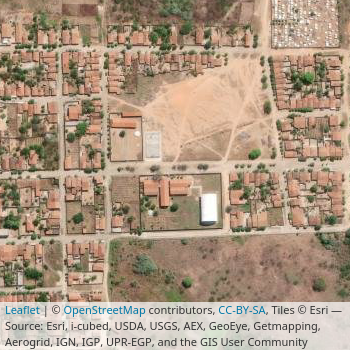 Leaflet | © OpenStreetMap contributors, CC-BY-SA, Tiles © Esri —
Source: Esri, i-cubed, USDA, USGS, AEX, GeoEye, Getmapping,
Aerogrid, IGN, IGP, UPR-EGP, and the GIS User Community